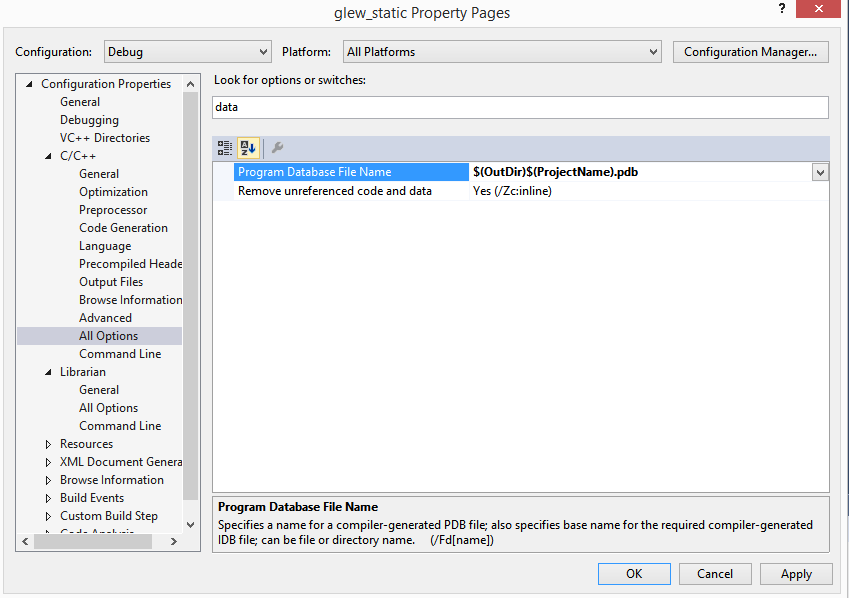 glew_static Property Pages
?
Configuration: Debug Platform: All Platforms Configuration Manager...
Configuration Properties
General
Debugging
VC++ Directories
C/C++
General
Optimization
Preprocessor
Code Generation
Language
Precompiled Heade
Output Files
Browse Information
Advanced
All Options
Command Line
Librarian
General
All Options
Command Line
Resources
XML Document Genera
Browse Information
Build Events
Custom Build Step
Code Analysis
Look for options or switches:
data
Program Database File Name $(OutDir)$(ProjectName).pdb
Remove unreferenced code and data Yes (/Zc:inline)
Program Database File Name
Specifies a name for a compiler-generated PDB file; also specifies base name for the required compiler-generated
IDB file; can be file or directory name. (/Fd[name])
OK Cancel Apply